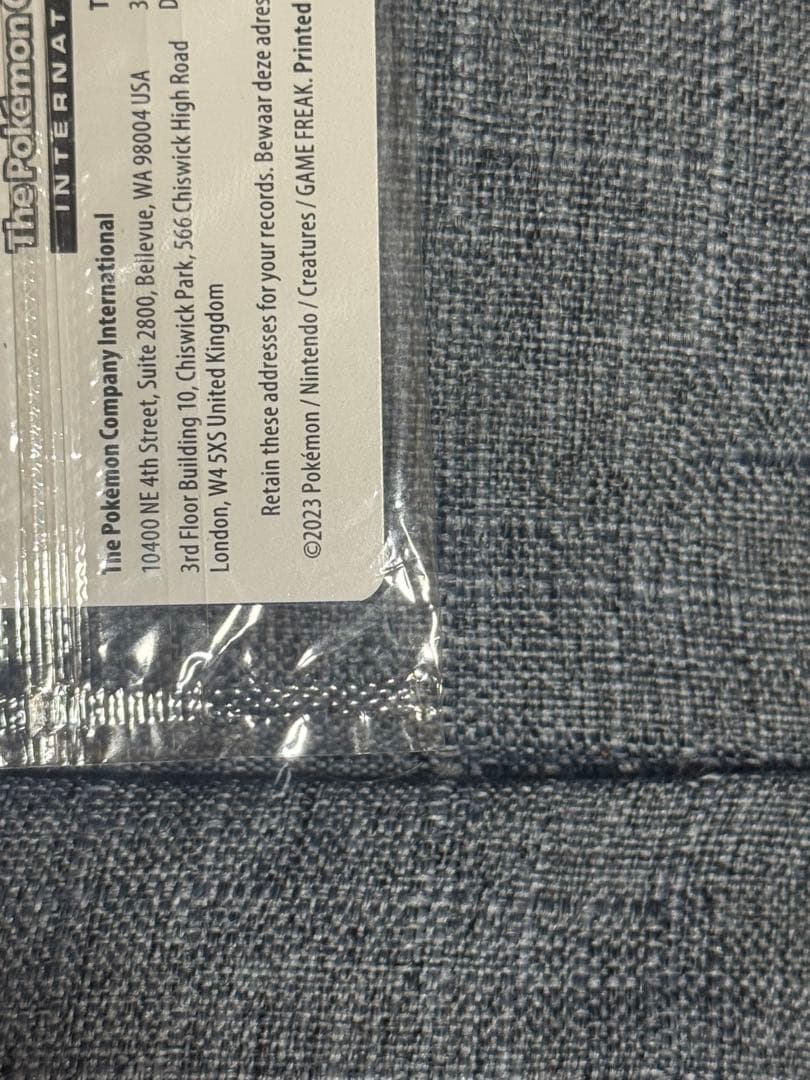 The Pokémon
INTERNAT
The Pokémon Company International
10400 NE 4th Street, Suite 2800, Bellevue, WA 98004 USA
3rd Floor Building 10, Chiswick Park, 566 Chiswick High Road
London, W4 5XS United Kingdom
T
3
D
Retain these addresses for your records. Bewaar deze adres
©2023 Pokémon / Nintendo / Creatures / GAME FREAK. Printed